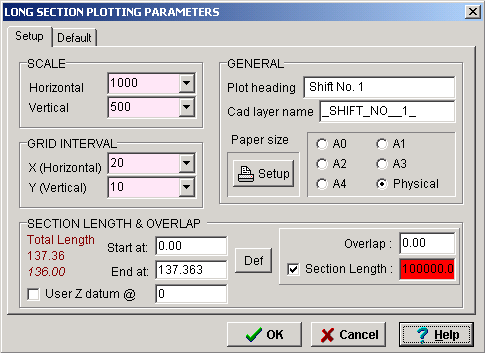 LONG SECTION PLOTTING PARAMETERS
Setup Default
SCALE
Horizontal 1000
Vertical 500
GRID INTERVAL
X (Horizontal) 20
Y (Vertical) 10
GENERAL
Plot heading Shift No. 1
Cad layer name _SHIFT_NO__1_
Paper size
Setup
A0 A1
A2 A3
A4 Physical
SECTION LENGTH & OVERLAP
Total Length
137.36
136.00
Start at: 0.00
End at: 137.363
Def
User Z datum @ 0
Overlap : 0.00
Section Length : 100000.0
OK Cancel ? Help